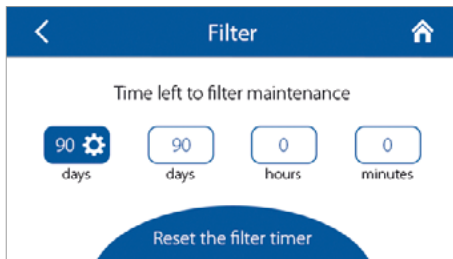 Filter
Time left to filter maintenance
90 90 0 0
days days hours minutes
Reset the filter timer